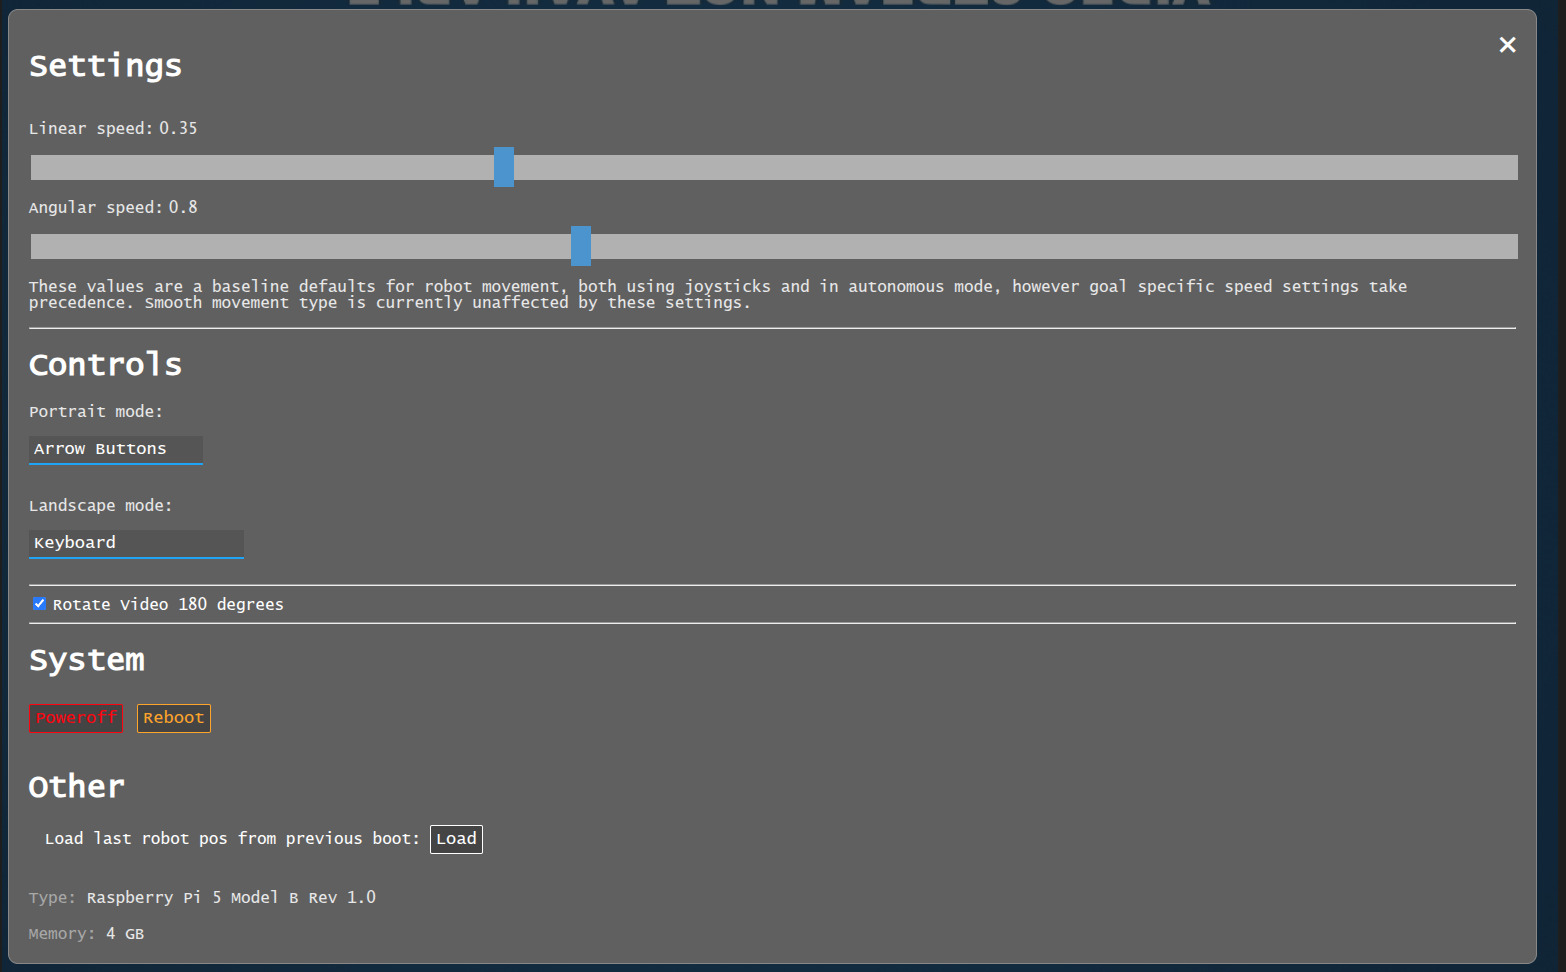 Settings
Linear speed: 0.35
Angular speed: 0.8
These values are a baseline defaults for robot movement, both using joysticks and in autonomous mode, however goal specific speed settings take
precedence. Smooth movement type is currently unaffected by these settings.
Controls
Portrait mode:
Arrow Buttons
Landscape mode:
Keyboard
Rotate Video 180 degrees
System
Poweroff Reboot
Other
Load last robot pos from previous boot: Load
Type: Raspberry Pi 5 Model B Rev 1.0
Memory: 4 GB